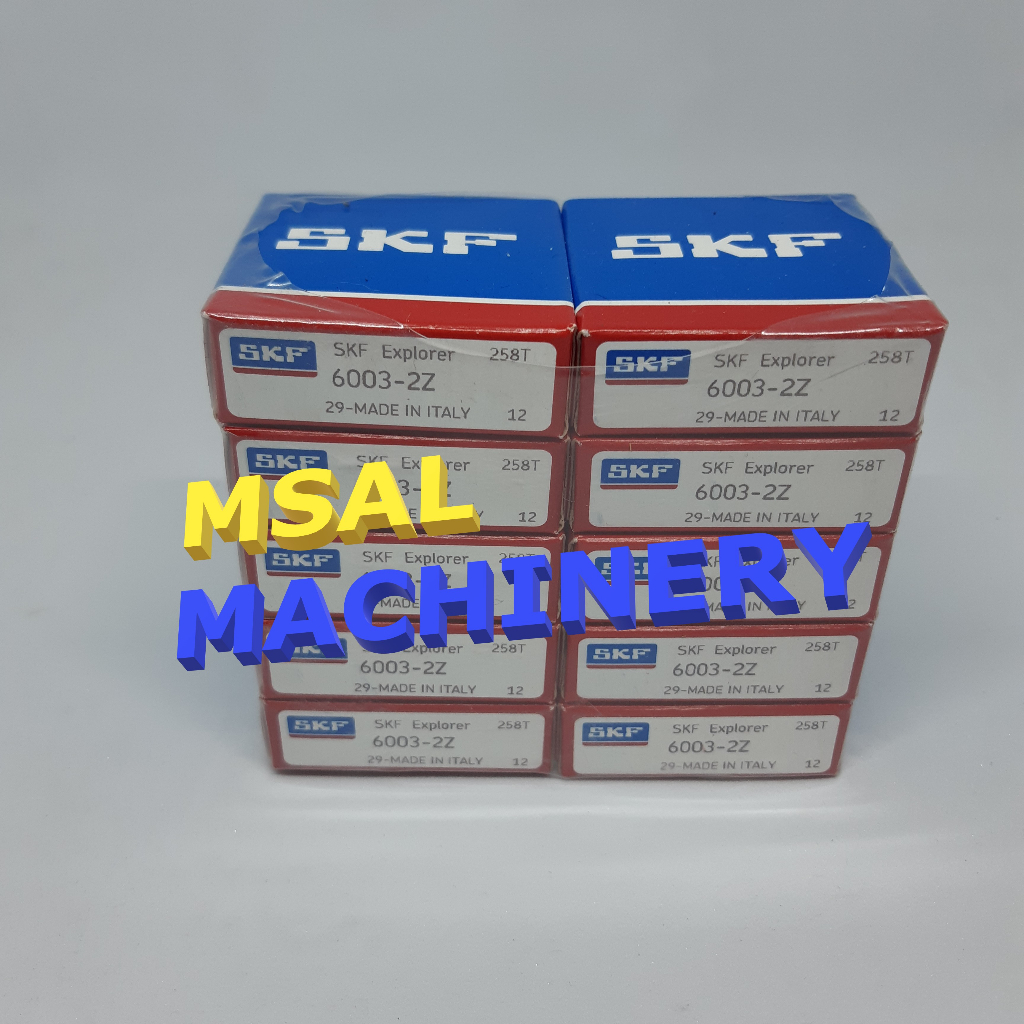 SKF
SKF
SKF SKF Explorer 258T
6003-2Z
29-MADE IN ITALY 12
SKF SKF Explorer 258T
6003-2Z
29-MADE IN ITALY 12
SKF SKF Explorer 258T
12
SKF SKF Explorer 258T
6003-2Z
29-MADE IN ITALY 12
MSAL
MACHINERY
SKF SKF Explorer
SKF Explorer 258T
6003-2Z
29-MADE IN ITALY 12
SKF SKF Explorer 258T
6003-2Z
29-MADE IN ITALY 12
SKF SKF Explorer 258T
6003-2Z
29-MADE IN ITALY 12
SKF SKF Explorer 258T
6003-2Z
29-MADE IN ITALY 12